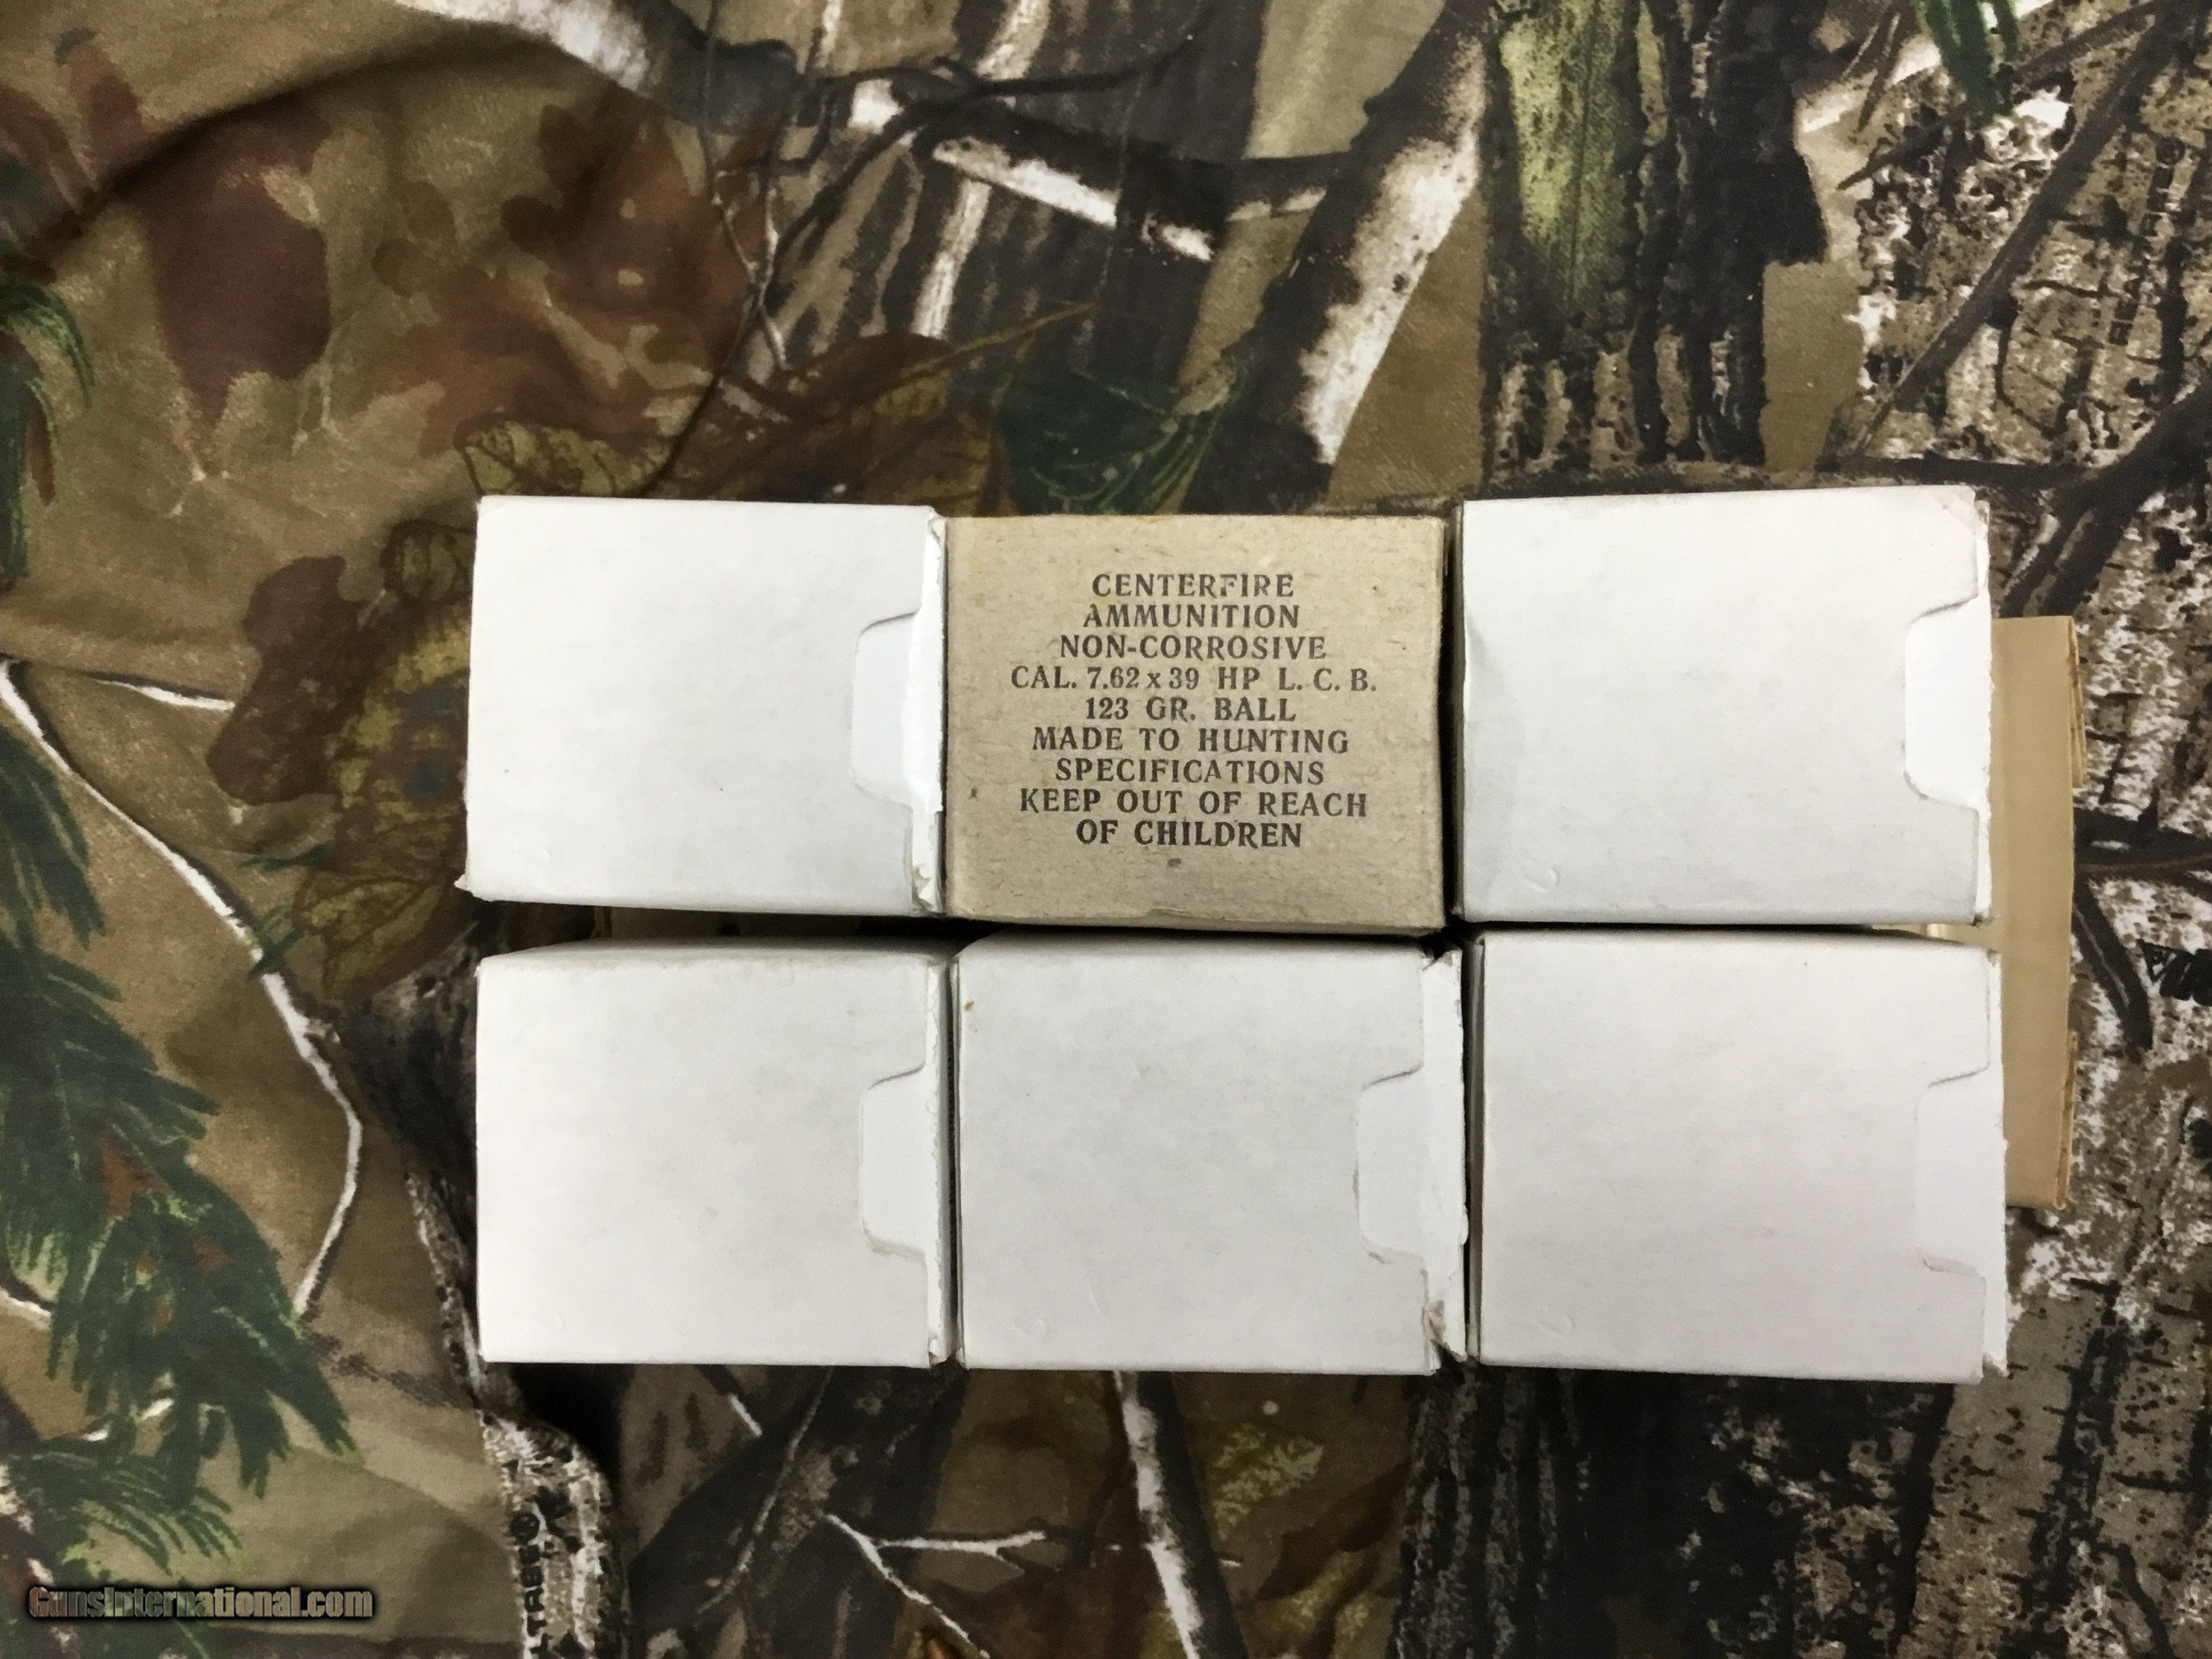 CENTERFIRE
AMMUNITION
NON-CORROSIVE
CAL. 7.62 x 39 HP L. C. B.
123 GR. BALL
MADE TO HUNTING
SPECIFICATIONS
KEEP OUT OF REACH
OF CHILDREN
GunsInternational.com